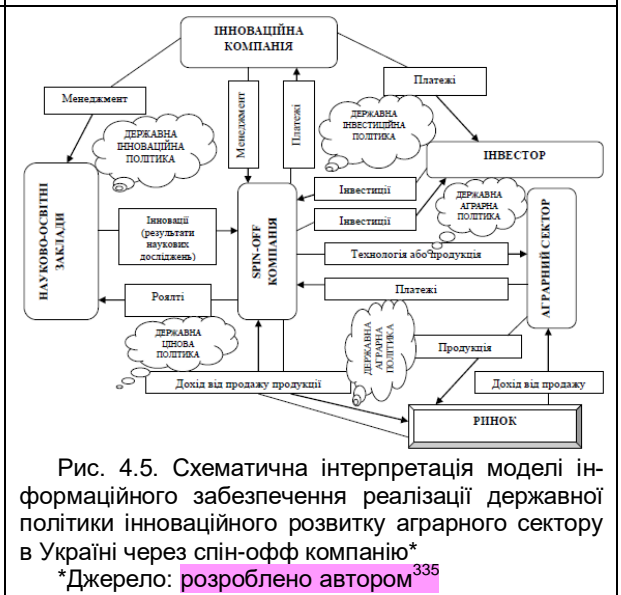 ІННОВАЦІЙНА
КОМПАНІЯ
Платежі
Менеджмент
Менеджмент
Платежі
ДЕРЖАВНА
ІННОВАЦІЙНА
ПОЛІТИКА
ДЕРЖАВНА
ІНВЕСТИЦІЙНА
ПОЛІТИКА
ІНВЕСТОР
НАУКОВО-ОСВІТНІ
ЗАКЛАДИ
Інновації
(результати
наукових
досліджень)
SPIN-OFF
КОМПАНІЯ
Інвестиції
Інвестиції
ДЕРЖАВНА
АГРАРНА
ПОЛІТИКА
АГРАРНИЙ СЕКТОР
Технологія або продукція
Роялті
Платежі
ДЕРЖАВНА
ЦІНОВА
ПОЛІТИКА
ДЕРЖАВНА
АГРАРНА
ПОЛІТИКА
Продукція
Дохід від продажу продукції
Дохід від продажу
РИНОК
Рис. 4.5. Схематична інтерпретація моделі ін-
формаційного забезпечення реалізації державної
політики інноваційного розвитку аграрного сектору
в Україні через спін-офф компанію*
*Джерело: розроблено автором335